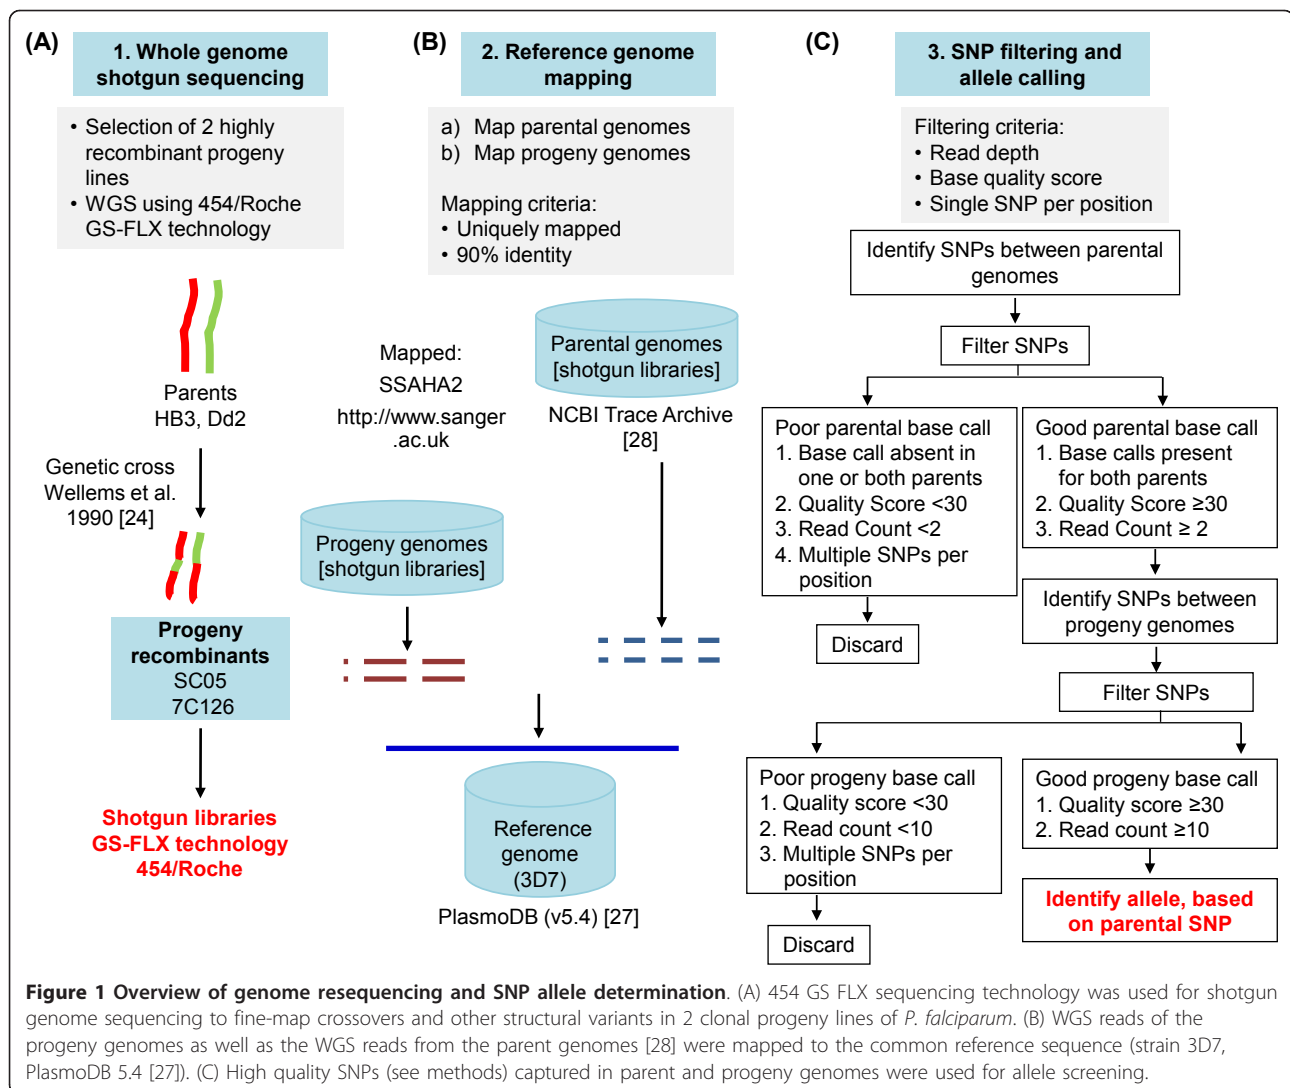 (A)
1. Whole genome
shotgun sequencing
• Selection of 2 highly
recombinant progeny
lines
• WGS using 454/Roche
GS-FLX technology
Parents
HB3, Dd2
Genetic cross
Wellems et al.
1990 [24]
Progeny
recombinants
SC05
7C126
Shotgun libraries
GS-FLX technology
454/Roche
(B)
2. Reference genome
mapping
a) Map parental genomes
b) Map progeny genomes
Mapping criteria:
• Uniquely mapped
• 90% identity
Mapped:
SSAHA2
http://www.sanger
.ac.uk
Parental genomes
[shotgun libraries]
NCBI Trace Archive
[28]
Progeny genomes
[shotgun libraries]
Reference
genome
(3D7)
PlasmoDB (v5.4) [27]
(C)
3. SNP filtering and
allele calling
Filtering criteria:
• Read depth
• Base quality score
• Single SNP per position
Identify SNPs between parental
genomes
Filter SNPs
Poor parental base call
1. Base call absent in
one or both parents
2. Quality Score <30
3. Read Count <2
4. Multiple SNPs per
position
Discard
Good parental base call
1. Base calls present
for both parents
2. Quality Score ≥30
3. Read Count ≥ 2
Identify SNPs between
progeny genomes
Filter SNPs
Poor progeny base call
1. Quality score <30
2. Read count <10
3. Multiple SNPs per
position
Discard
Good progeny base call
1. Quality score ≥30
2. Read count ≥10
Identify allele, based
on parental SNP
Figure 1 Overview of genome resequencing and SNP allele determination. (A) 454 GS FLX sequencing technology was used for shotgun
genome sequencing to fine-map crossovers and other structural variants in 2 clonal progeny lines of P. falciparum. (B) WGS reads of the
progeny genomes as well as the WGS reads from the parent genomes [28] were mapped to the common reference sequence (strain 3D7,
PlasmoDB 5.4 [27]). (C) High quality SNPs (see methods) captured in parent and progeny genomes were used for allele screening.